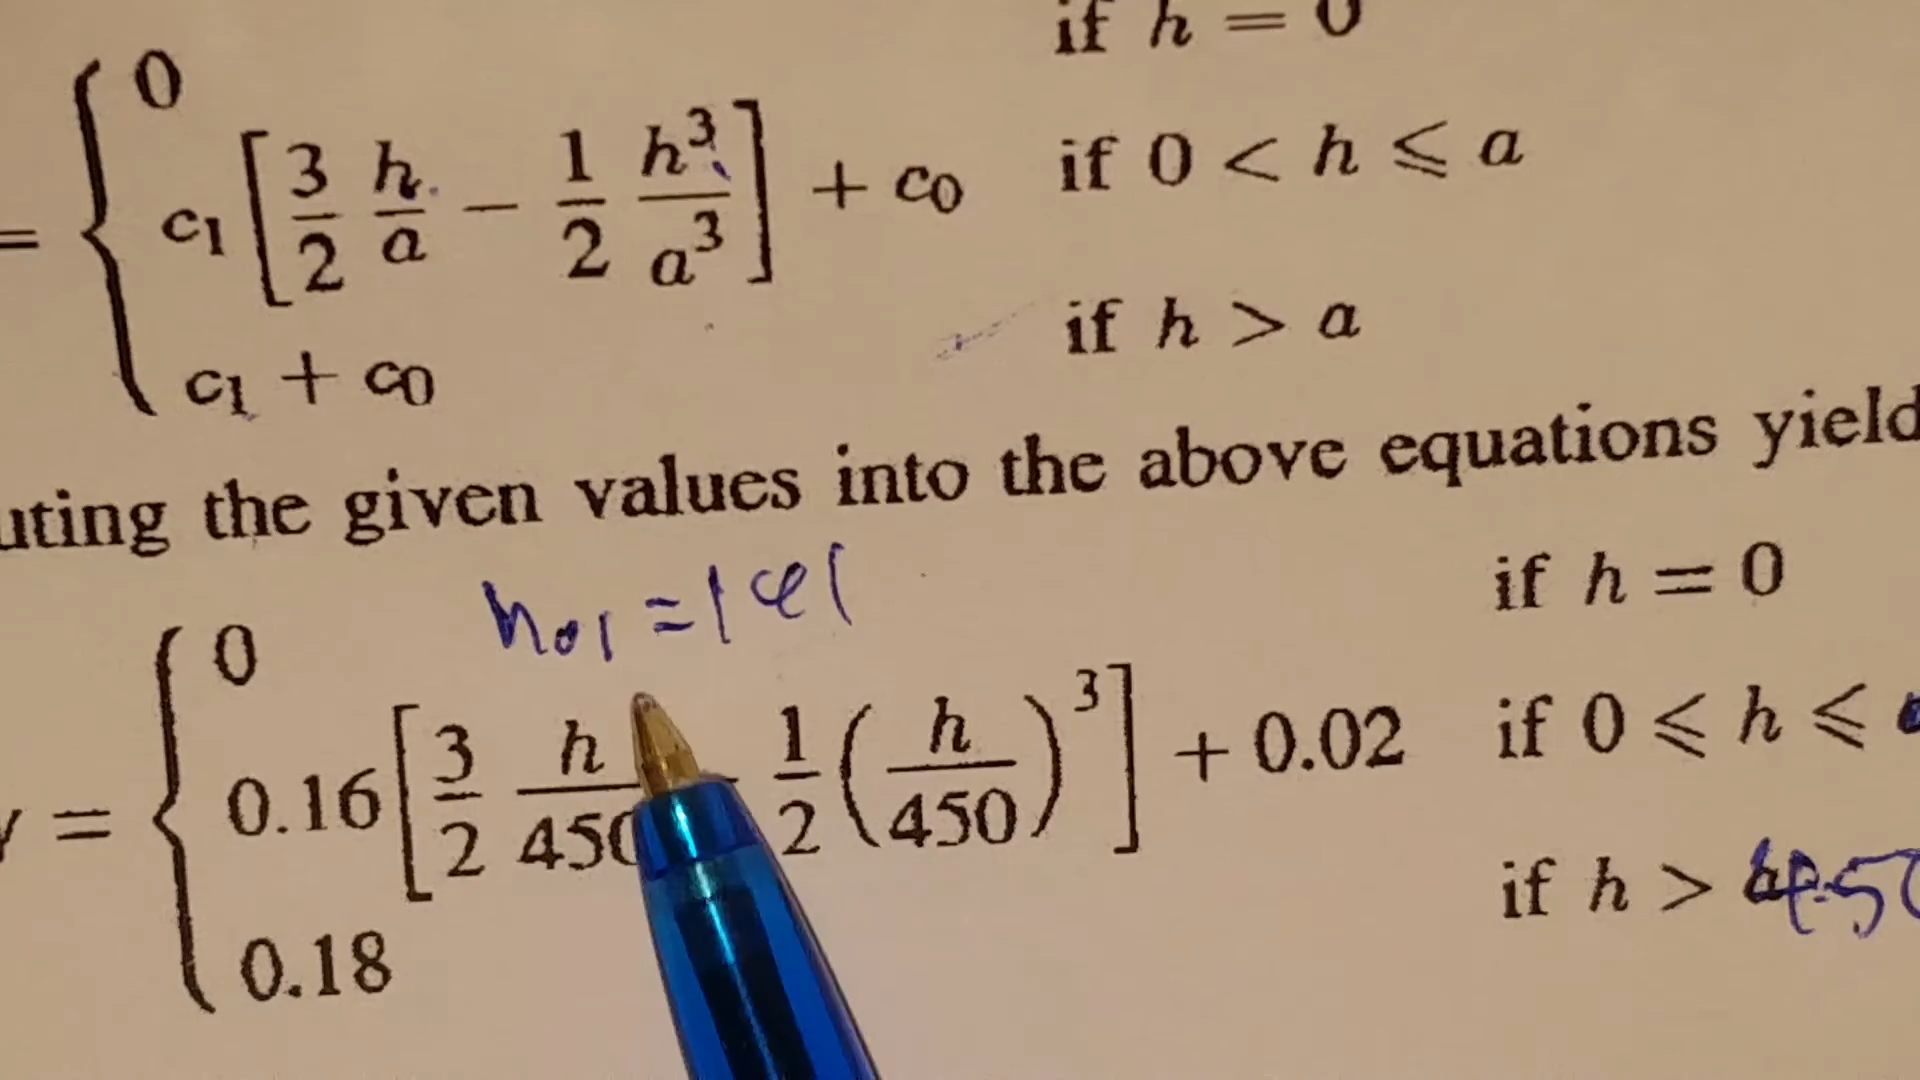 if h = 0
0
= c₁ [3/2 h/a − 1/2 h³/a³] + c₀ if 0 < h ⩽ a
c₁ + c₀ if h > a
uting the given values into the above equations yield
h₀₁ =
0 if h = 0
= 0.16 [3/2 h/450 1/2 (h/450)³] + 0.02 if 0 ⩽ h ⩽
0.18 if h > 450